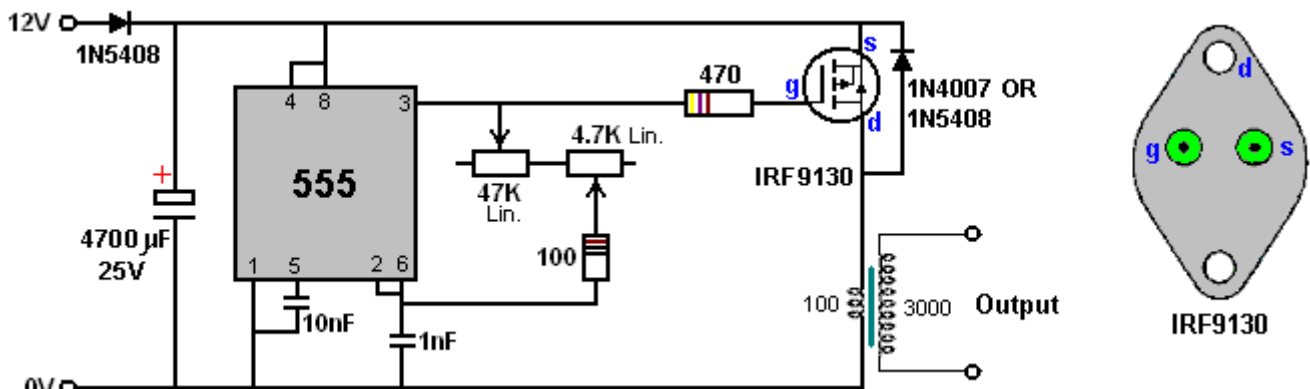 12V
1N5408
s
470
g
1N4007 OR
1N5408
d
4
8
3
4.7K Lin.
IRF9130
555
47K
Lin.
+
4700 µF
25V
100
1
5
2
6
10nF
1nF
100
3000
Output
0V
d
g
s
IRF9130